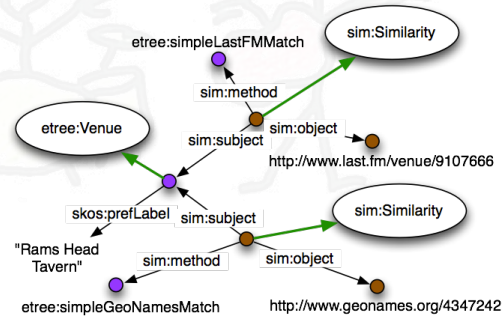 etree:simpleLastFMMatch
sim:Similarity
sim:method
etree:Venue
sim:subject
sim:object
http://www.last.fm/venue/9107666
skos:prefLabel
sim:subject
sim:Similarity
"Rams Head
Tavern"
sim:method
sim:object
etree:simpleGeoNamesMatch
http://www.geonames.org/4347242